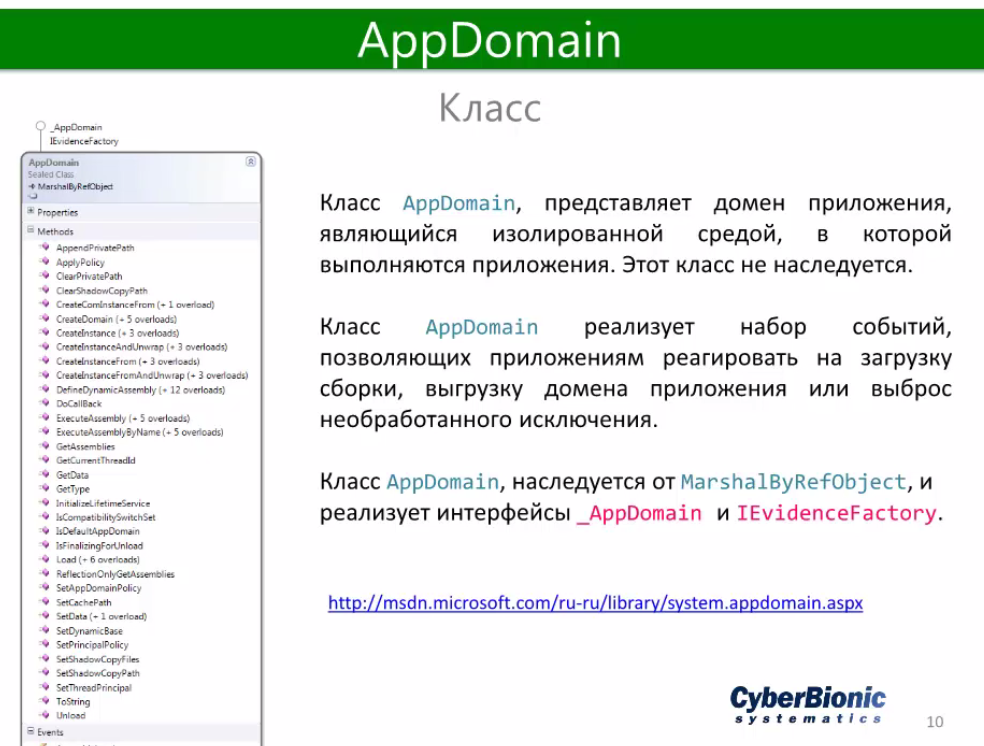 AppDomain
Класс
_AppDomain
IEvidenceFactory
AppDomain
Sealed Class
MarshalByRefObject
Properties
Methods
AppendPrivatePath
ApplyPolicy
ClearPrivatePath
ClearShadowCopyPath
CreateComInstanceFrom (+ 1 overload)
CreateDomain (+ 5 overloads)
CreateInstance (+ 3 overloads)
CreateInstanceAndUnwrap (+ 3 overloads)
CreateInstanceFrom (+ 3 overloads)
CreateInstanceFromAndUnwrap (+ 3 overloads)
DefineDynamicAssembly (+ 12 overloads)
DoCallBack
ExecuteAssembly (+ 5 overloads)
ExecuteAssemblyByName (+ 5 overloads)
GetAssemblies
GetCurrentThreadId
GetData
GetType
InitializeLifetimeService
IsCompatibilitySwitchSet
IsDefaultAppDomain
IsFinalizingForUnload
Load (+ 6 overloads)
ReflectionOnlyGetAssemblies
SetAppDomainPolicy
SetCachePath
SetData (+ 1 overload)
SetDynamicBase
SetPrincipalPolicy
SetShadowCopyFiles
SetShadowCopyPath
SetThreadPrincipal
ToString
Unload
Events
Класс AppDomain, представляет домен приложения,
являющийся изолированной средой, в которой
выполняются приложения. Этот класс не наследуется.
Класс AppDomain реализует набор событий,
позволяющих приложениям реагировать на загрузку
сборки, выгрузку домена приложения или выброс
необработанного исключения.
Класс AppDomain, наследуется от MarshalByRefObject, и
реализует интерфейсы _AppDomain и IEvidenceFactory.
http://msdn.microsoft.com/ru-ru/library/system.appdomain.aspx
CyberBionic
systematics
10